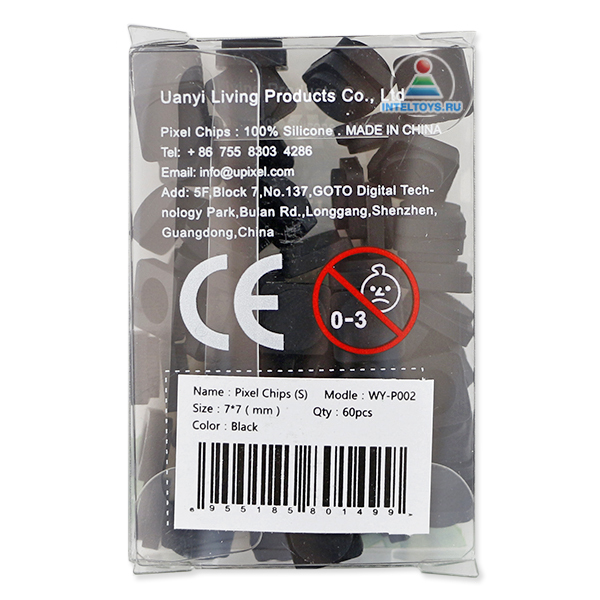 Uanyi Living Products Co., Ltd
INTELTOYS.RU
Pixel Chips : 100% Silicone . MADE IN CHINA
Tel: + 86 755 8303 4286
Email: info@upixel.com
Add: 5F,Block 7,No.137,GOTO Digital Tech-
nology Park,Bulan Rd.,Longgang,Shenzhen,
Guangdong,China
CE
0-3
Name : Pixel Chips (S) Modle : WY-P002
Size : 7*7 ( mm ) Qty : 60pcs
Color : Black
6955185801499